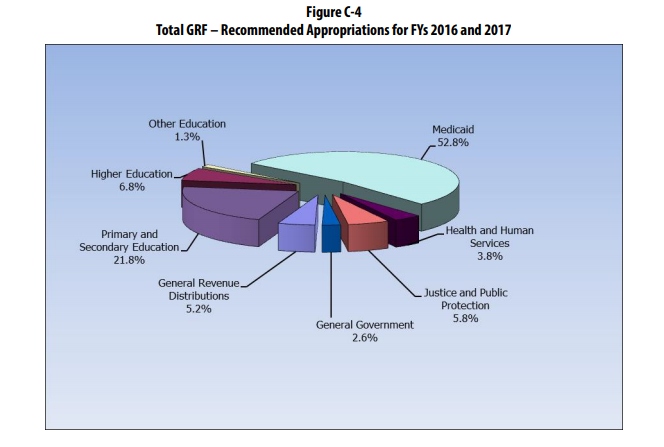 Figure C-4
Total GRF – Recommended Appropriations for FYs 2016 and 2017
Other Education
1.3%
Medicaid
52.8%
Higher Education
6.8%
Primary and
Secondary Education
21.8%
Health and Human
Services
3.8%
General Revenue
Distributions
5.2%
Justice and Public
Protection
5.8%
General Government
2.6%